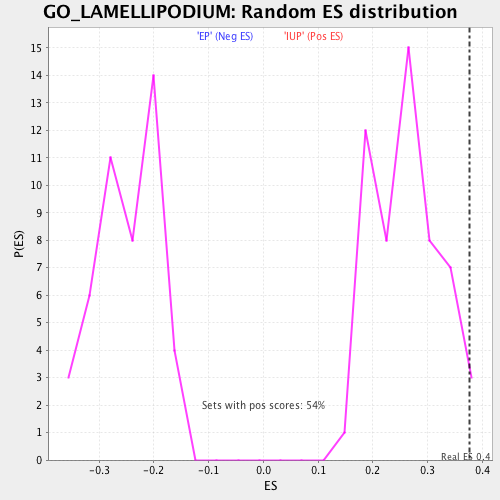 GO_LAMELLIPODIUM: Random ES distribution
'EP' (Neg ES) 'IUP' (Pos ES)
15
14
13
12
11
10
9
8
7
6
5
4
3
2
1
0
P(ES)
Sets with pos scores: 54%
Real ES 0.4
-0.3 -0.2 -0.1 0.0 0.1 0.2 0.3 0.4
ES